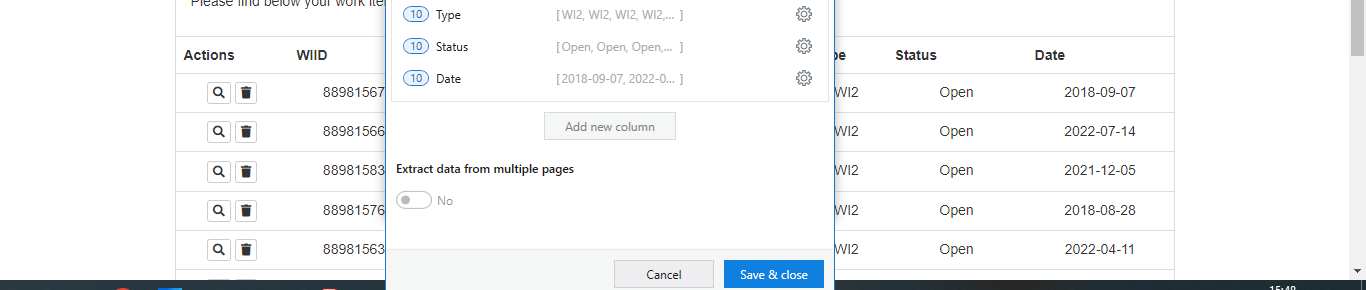 Please find below your work ite
10 Type [ WI2, WI2, WI2, WI2,... ]
10 Status [ Open, Open, Open,... ]
10 Date [ 2018-09-07, 2022-0... ]
Add new column
Extract data from multiple pages
No
Cancel Save & close
Actions WIID pe Status Date
88981567 WI2 Open 2018-09-07
88981566 WI2 Open 2022-07-14
88981583 WI2 Open 2021-12-05
88981576 WI2 Open 2018-08-28
88981563 WI2 Open 2022-04-11